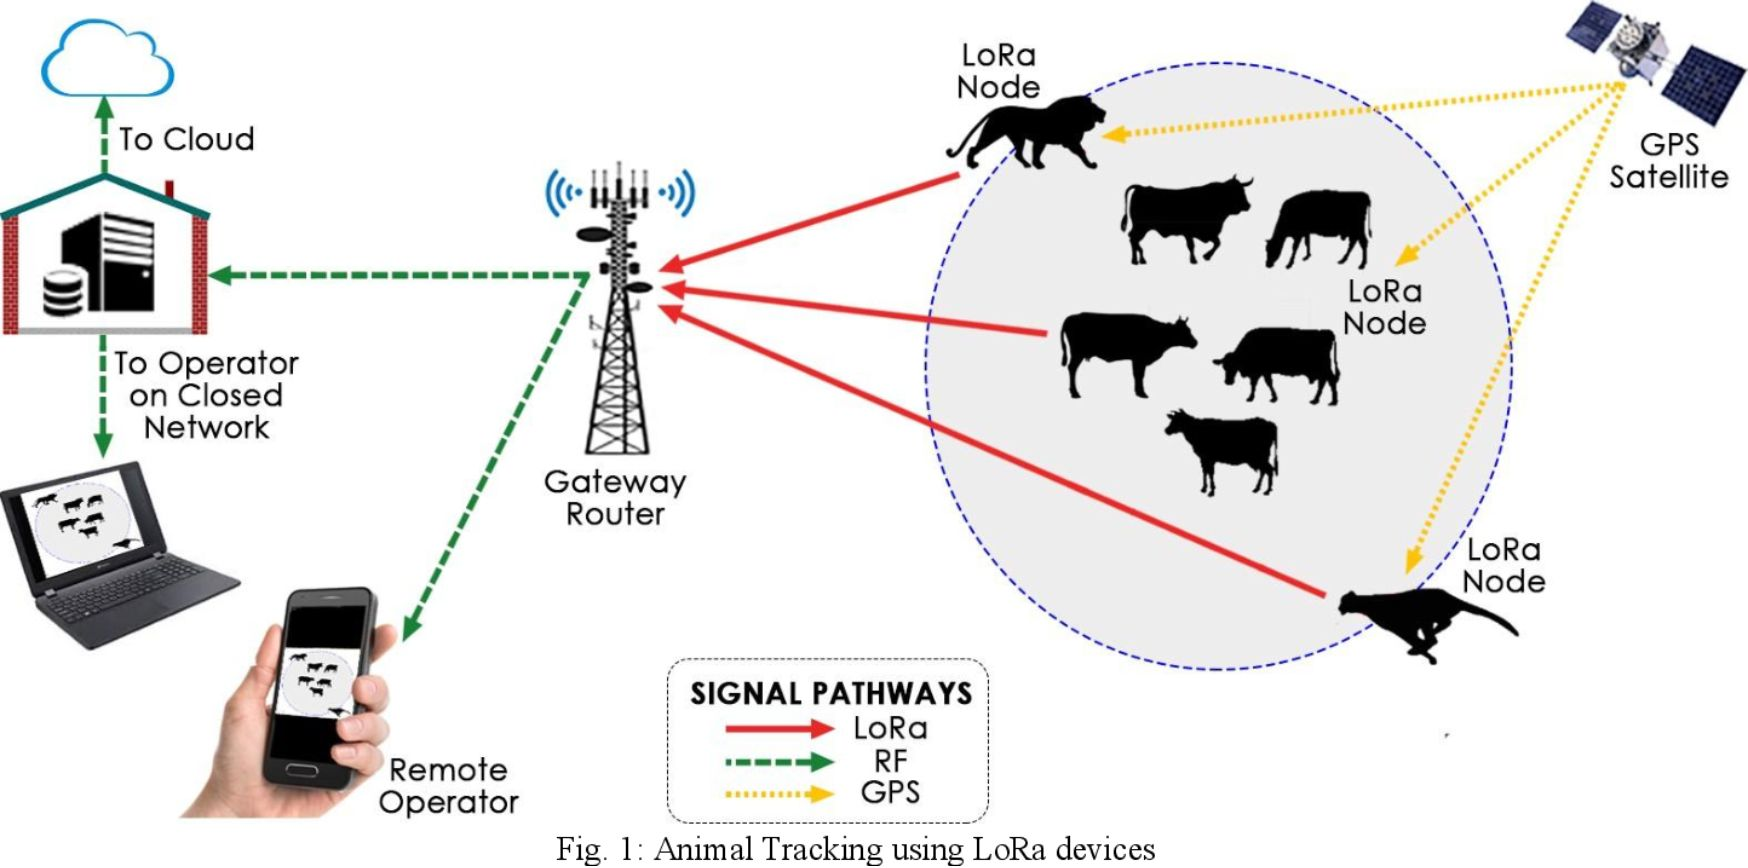 LoRa
Node
To Cloud
GPS
Satellite
LoRa
Node
To Operator
on Closed
Network
Gateway
Router
LoRa
Node
SIGNAL PATHWAYS
LoRa
RF
GPS
Remote
Operator
Fig. 1: Animal Tracking using LoRa devices